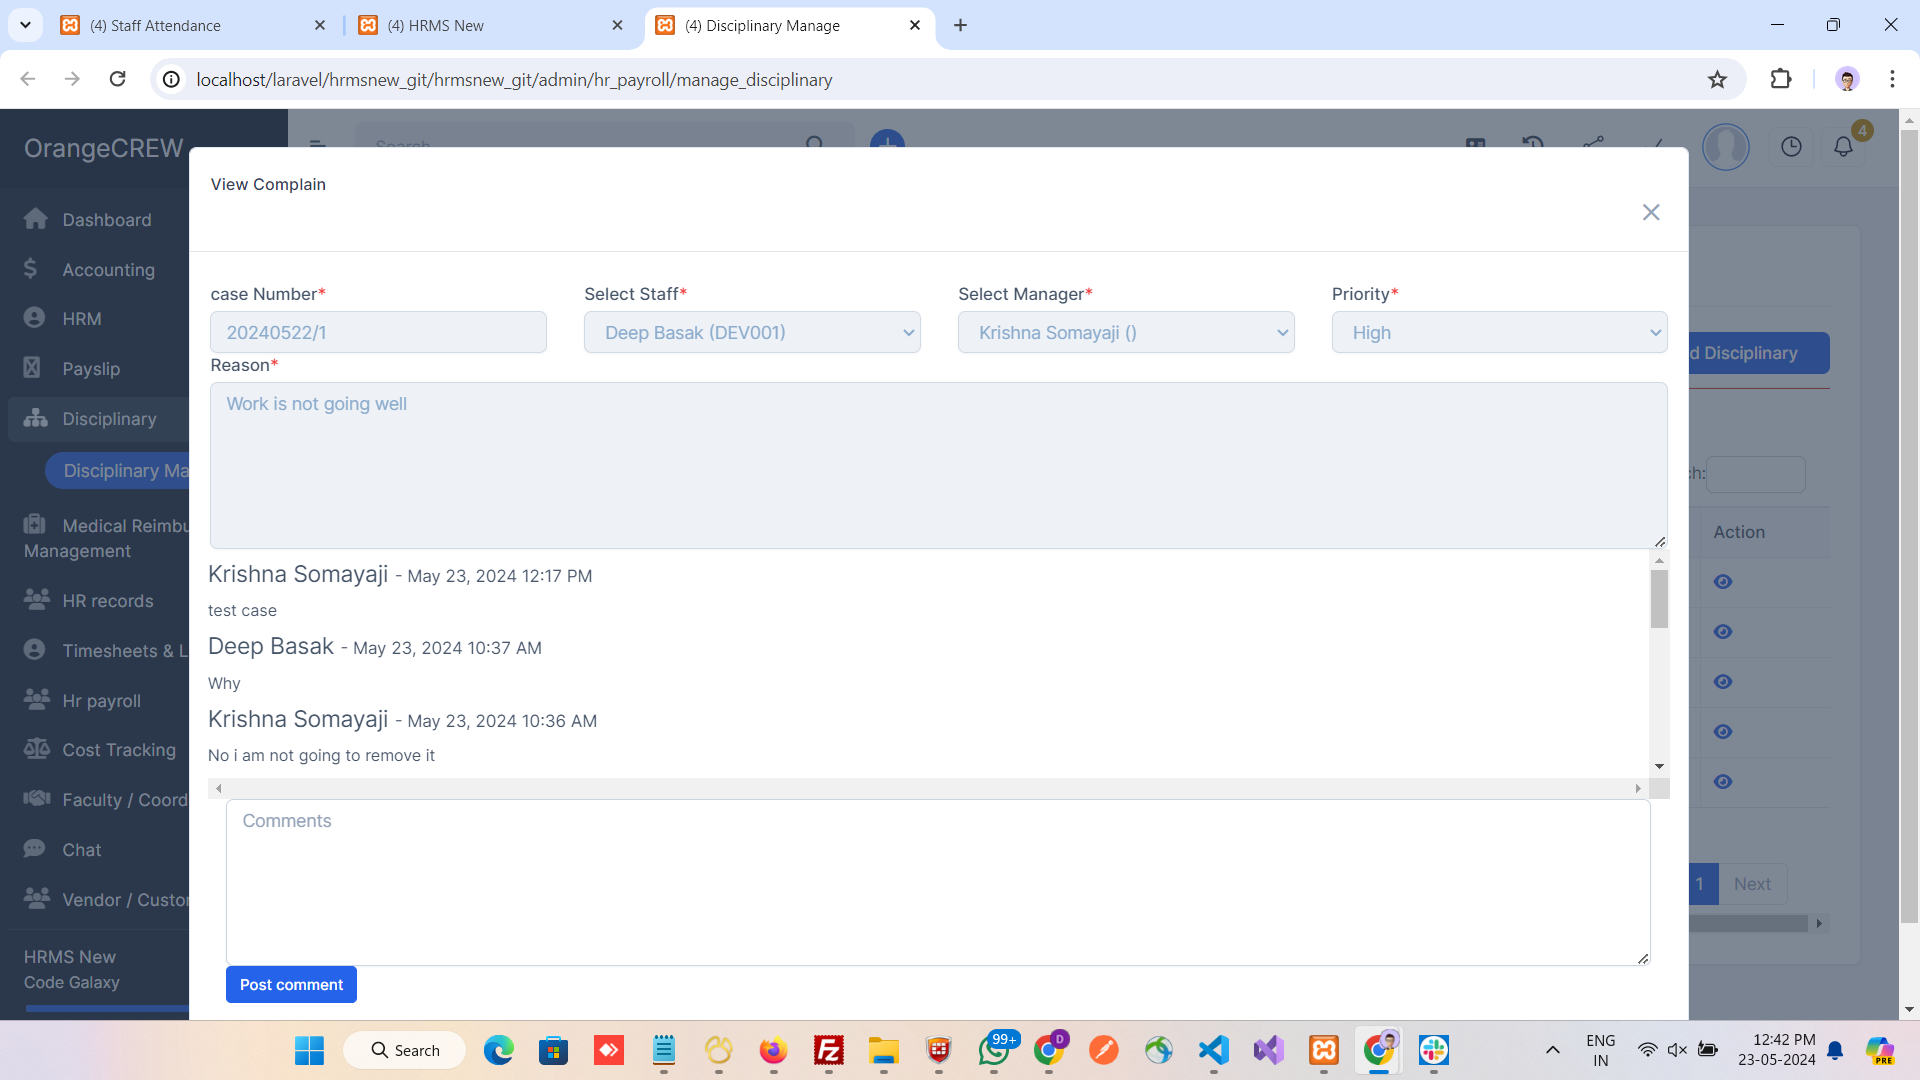 (4) Staff Attendance
(4) HRMS New
(4) Disciplinary Manage
localhost/laravel/hrmsnew_git/hrmsnew_git/admin/hr_payroll/manage_disciplinary
OrangeCREW
Search
4
View Complain
Dashboard
Accounting
HRM
Payslip
Disciplinary
Disciplinary Ma
Medical Reimbu
Management
HR records
Timesheets & L
Hr payroll
Cost Tracking
Faculty / Coord
Chat
Vendor / Custo
HRMS New
Code Galaxy
case Number*
Select Staff*
Select Manager*
Priority*
20240522/1
Deep Basak (DEV001)
Krishna Somayaji ()
High
d Disciplinary
Reason*
Work is not going well
ch:
Action
Krishna Somayaji - May 23, 2024 12:17 PM
test case
Deep Basak - May 23, 2024 10:37 AM
Why
Krishna Somayaji - May 23, 2024 10:36 AM
No i am not going to remove it
Comments
1
Next
Post comment
Search
99+
D
ENG
IN
12:42 PM
23-05-2024
PRE